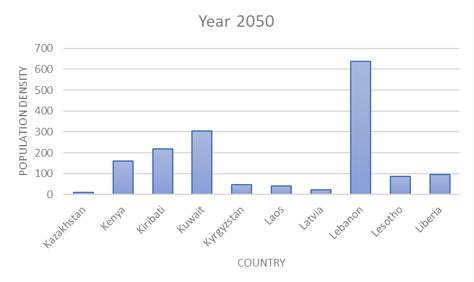 Year 2050
POPULATION DENSITY
700
600
500
400
300
200
100
0
Kazakhstan
Kenya
Kiribati
Kuwait
Kyrgyzstan
Laos
Latvia
Lebanon
Lesotho
Liberia
COUNTRY